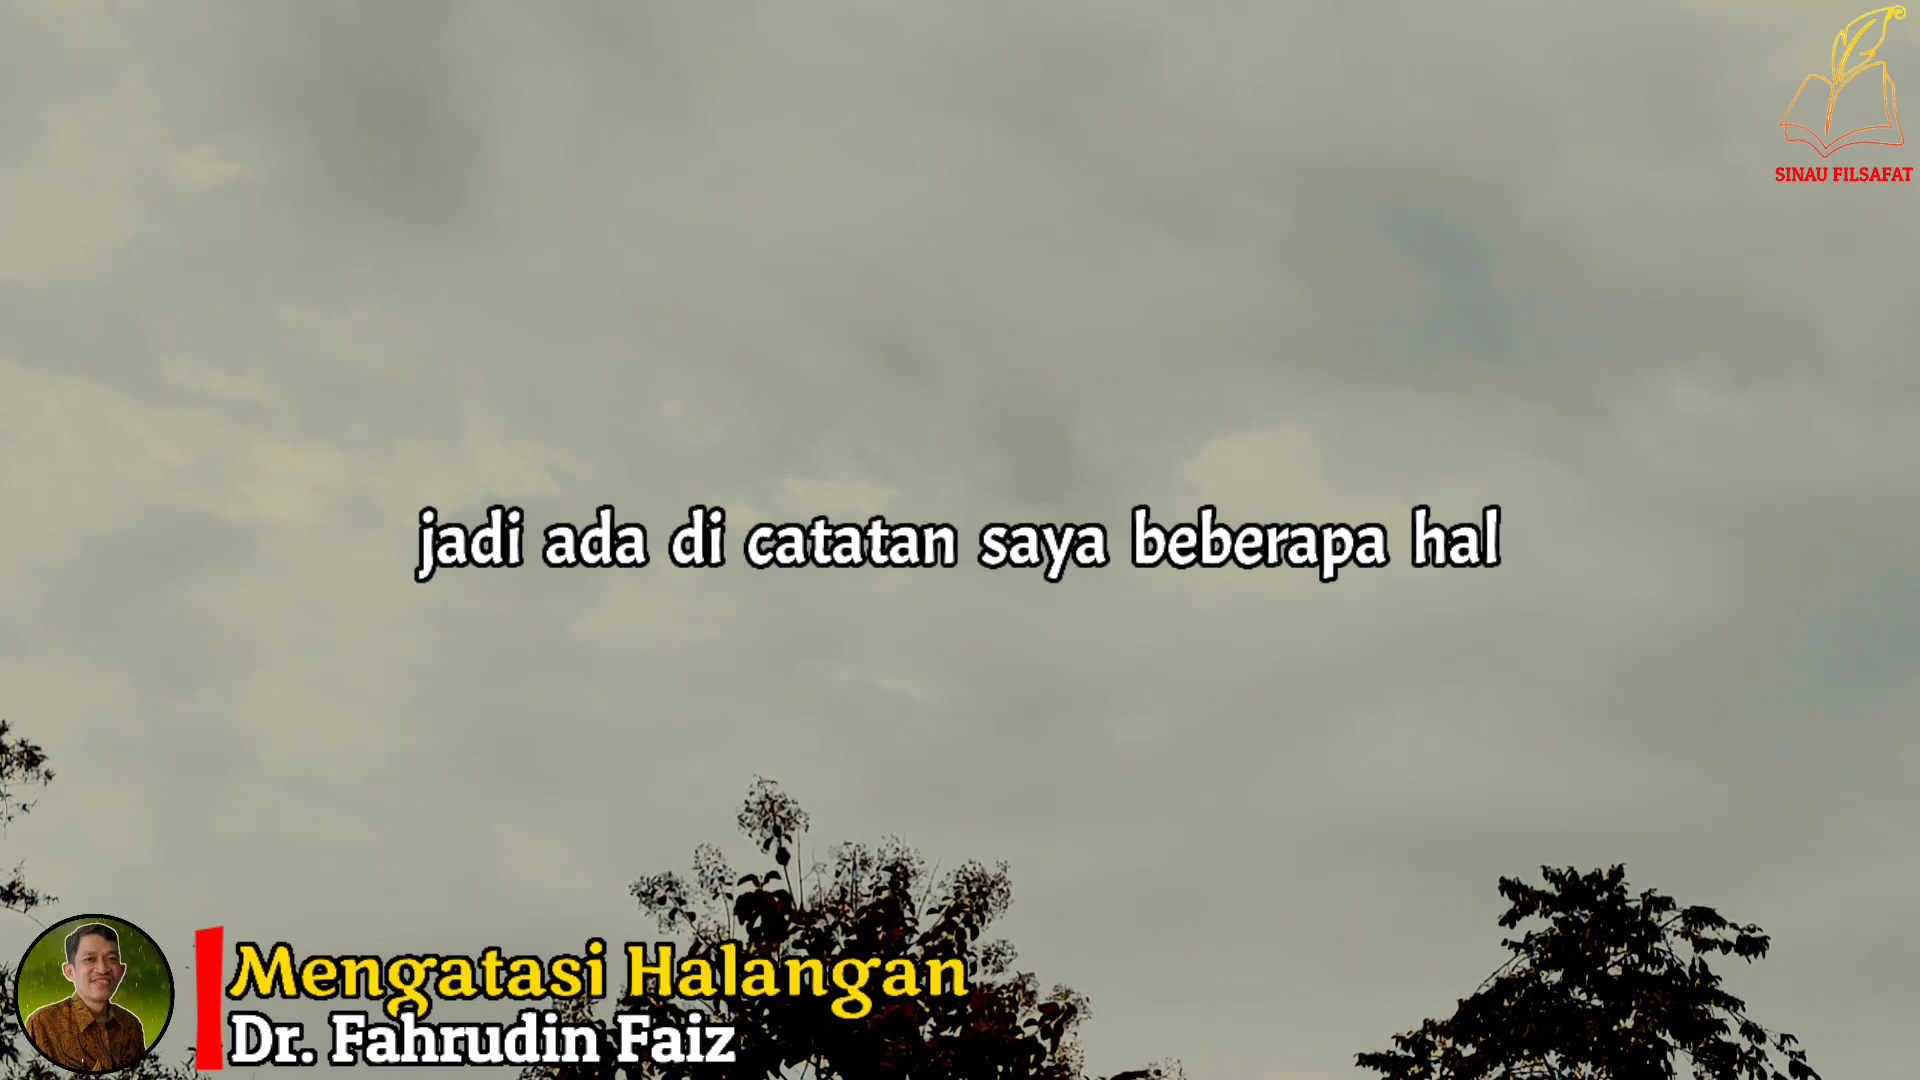 SINAU FILSAFAT
jadi ada di catatan saya beberapa hal
Mengatasi Halangan
Dr. Fahrudin Faiz